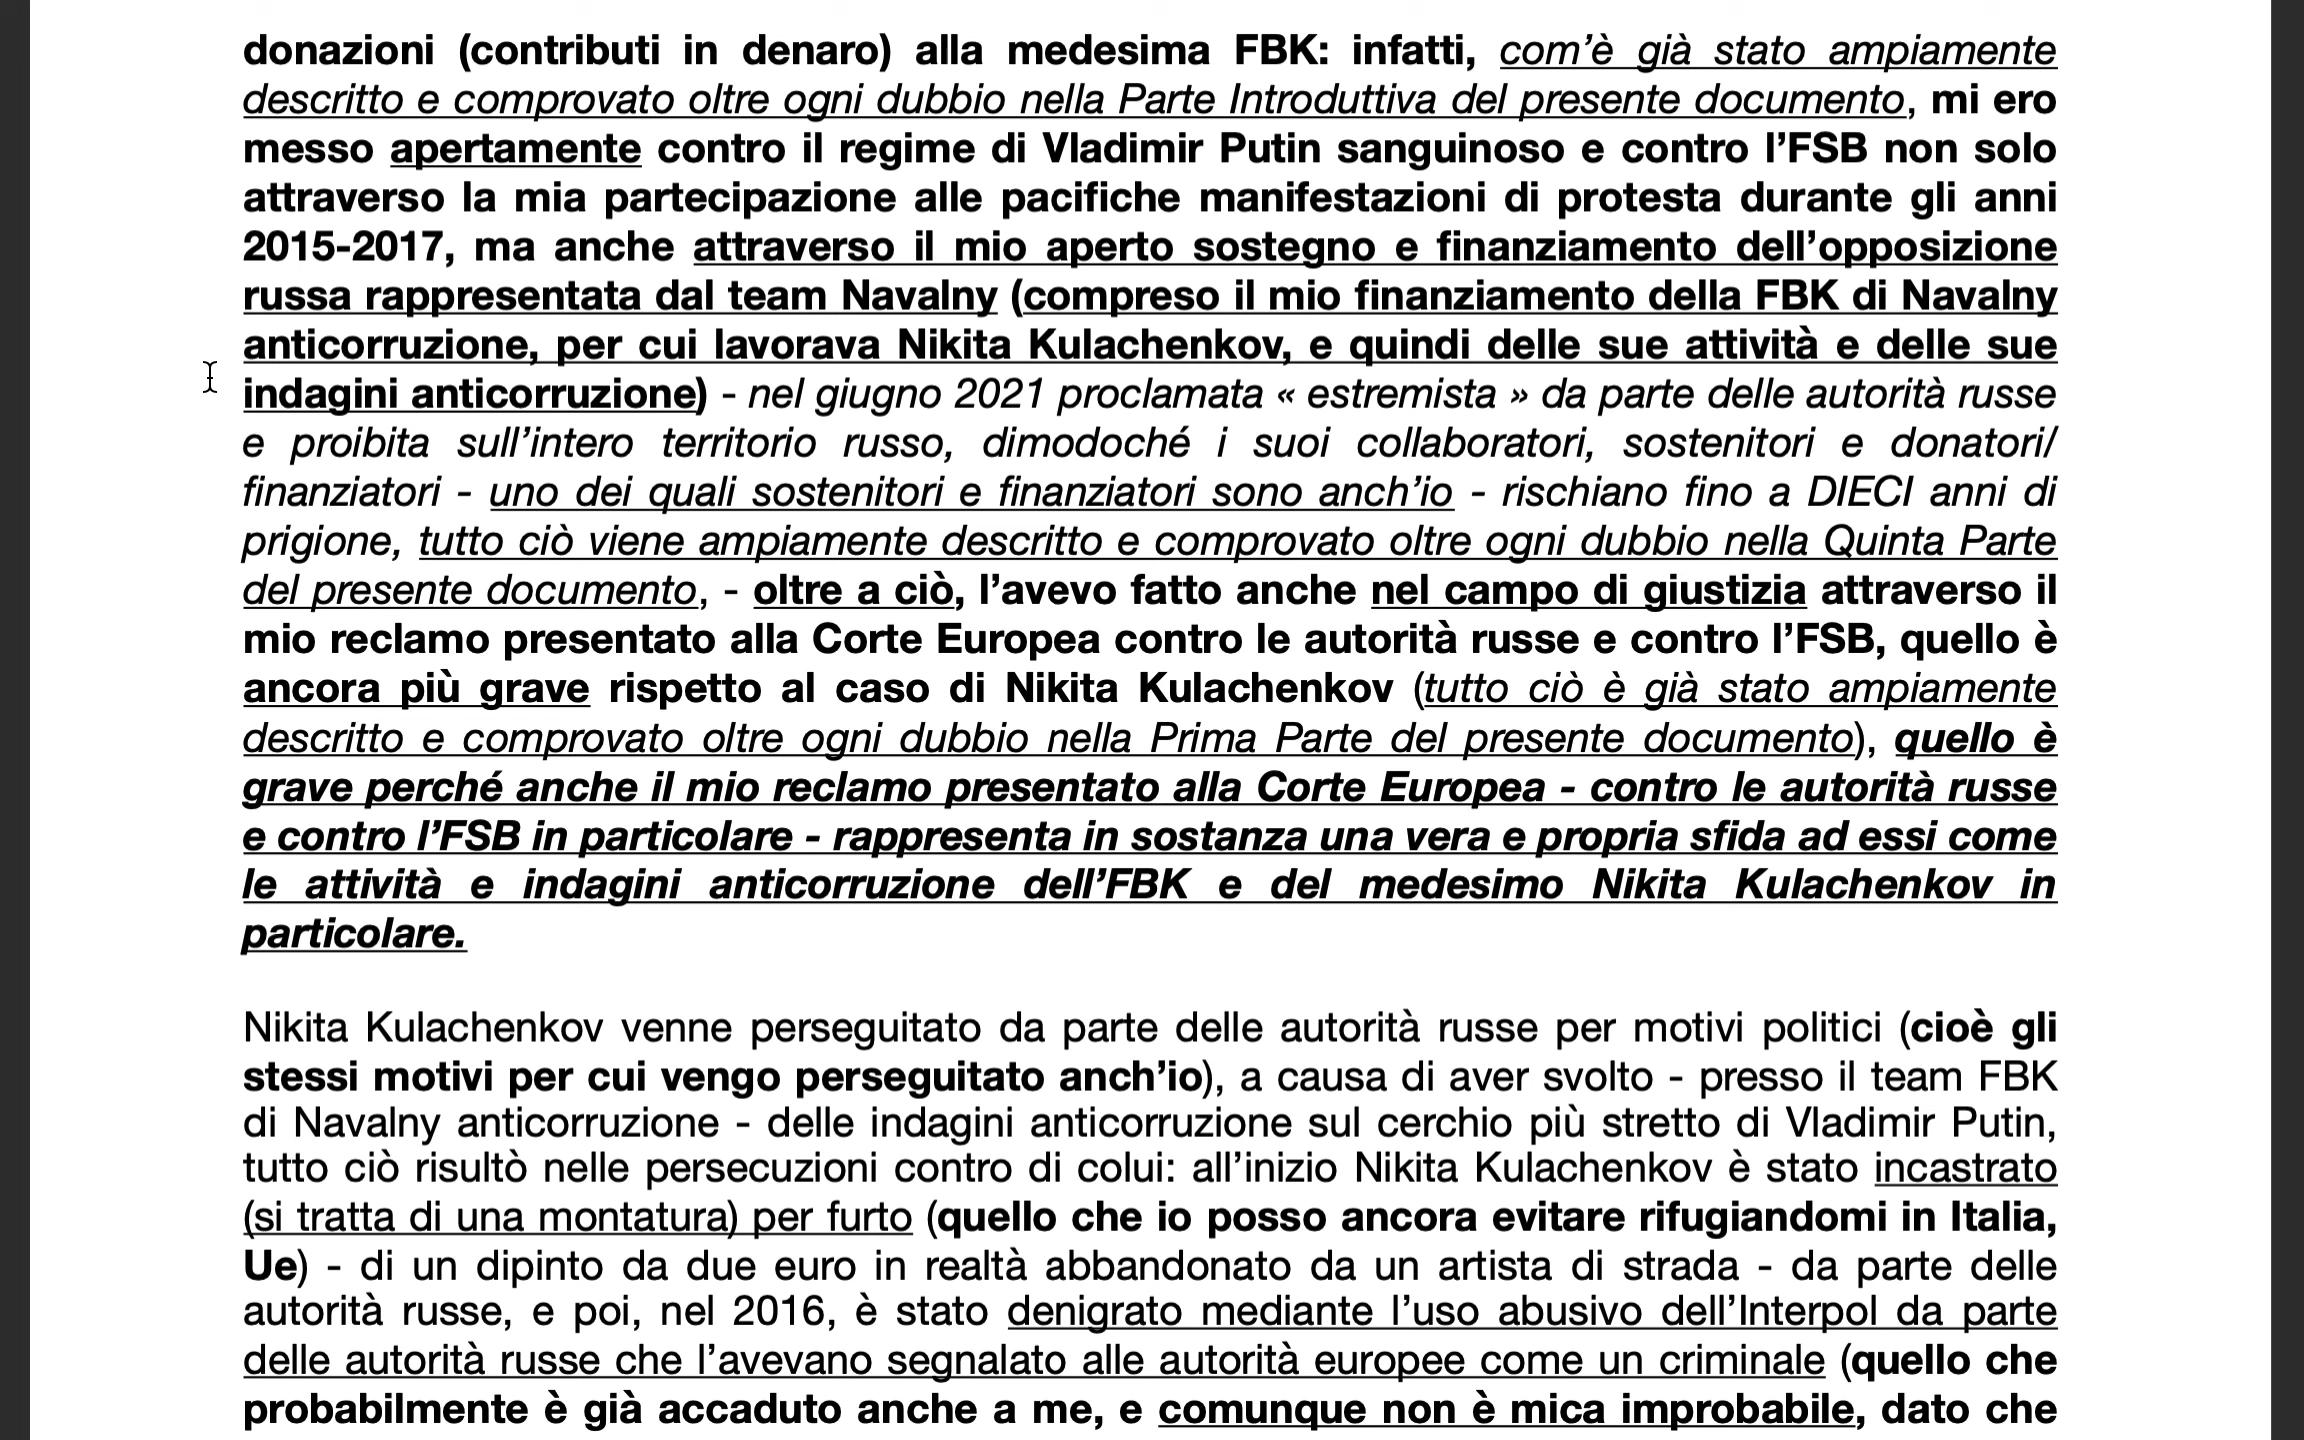 donazioni (contributi in denaro) alla medesima FBK: infatti, com’è già stato ampiamente
descritto e comprovato oltre ogni dubbio nella Parte Introduttiva del presente documento, mi ero
messo apertamente contro il regime di Vladimir Putin sanguinoso e contro l’FSB non solo
attraverso la mia partecipazione alle pacifiche manifestazioni di protesta durante gli anni
2015-2017, ma anche attraverso il mio aperto sostegno e finanziamento dell’opposizione
russa rappresentata dal team Navalny (compreso il mio finanziamento della FBK di Navalny
anticorruzione, per cui lavorava Nikita Kulachenkov, e quindi delle sue attività e delle sue
indagini anticorruzione) - nel giugno 2021 proclamata « estremista » da parte delle autorità russe
e proibita sull’intero territorio russo, dimodoché i suoi collaboratori, sostenitori e donatori/
finanziatori - uno dei quali sostenitori e finanziatori sono anch’io - rischiano fino a DIECI anni di
prigione, tutto ciò viene ampiamente descritto e comprovato oltre ogni dubbio nella Quinta Parte
del presente documento, - oltre a ciò, l’avevo fatto anche nel campo di giustizia attraverso il
mio reclamo presentato alla Corte Europea contro le autorità russe e contro l’FSB, quello è
ancora più grave rispetto al caso di Nikita Kulachenkov (tutto ciò è già stato ampiamente
descritto e comprovato oltre ogni dubbio nella Prima Parte del presente documento), quello è
grave perché anche il mio reclamo presentato alla Corte Europea - contro le autorità russe
e contro l’FSB in particolare - rappresenta in sostanza una vera e propria sfida ad essi come
le attività e indagini anticorruzione dell’FBK e del medesimo Nikita Kulachenkov in
particolare.
Nikita Kulachenkov venne perseguitato da parte delle autorità russe per motivi politici (cioè gli
stessi motivi per cui vengo perseguitato anch’io), a causa di aver svolto - presso il team FBK
di Navalny anticorruzione - delle indagini anticorruzione sul cerchio più stretto di Vladimir Putin,
tutto ciò risultò nelle persecuzioni contro di colui: all’inizio Nikita Kulachenkov è stato incastrato
(si tratta di una montatura) per furto (quello che io posso ancora evitare rifugiandomi in Italia,
Ue) - di un dipinto da due euro in realtà abbandonato da un artista di strada - da parte delle
autorità russe, e poi, nel 2016, è stato denigrato mediante l’uso abusivo dell’Interpol da parte
delle autorità russe che l’avevano segnalato alle autorità europee come un criminale (quello che
probabilmente è già accaduto anche a me, e comunque non è mica improbabile, dato che